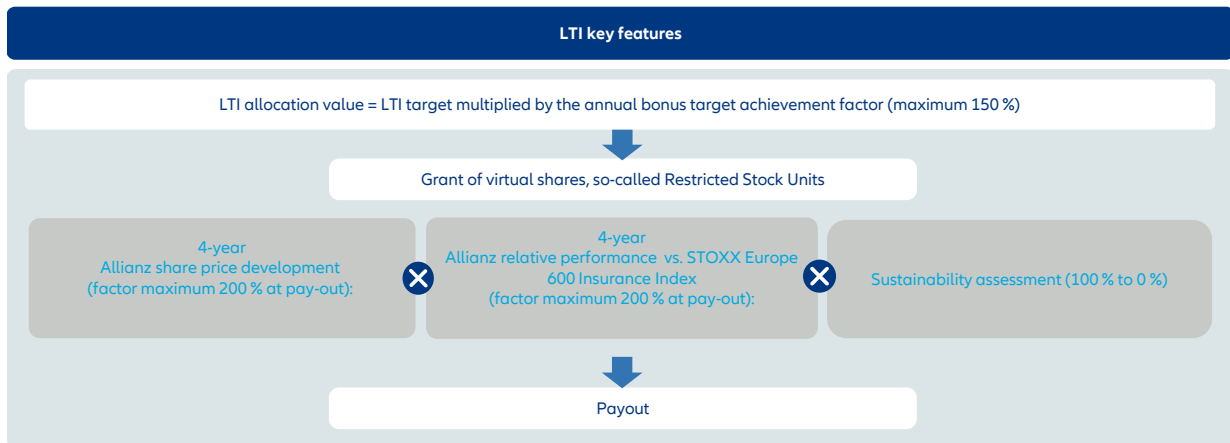 LTI key features
LTI allocation value = LTI target multiplied by the annual bonus target achievement factor (maximum 150 %)
Grant of virtual shares, so-called Restricted Stock Units
4-year
Allianz share price development
(factor maximum 200 % at pay-out):
4-year
Allianz relative performance vs. STOXX Europe
600 Insurance Index
(factor maximum 200 % at pay-out):
Sustainability assessment (100 % to 0 %)
Payout